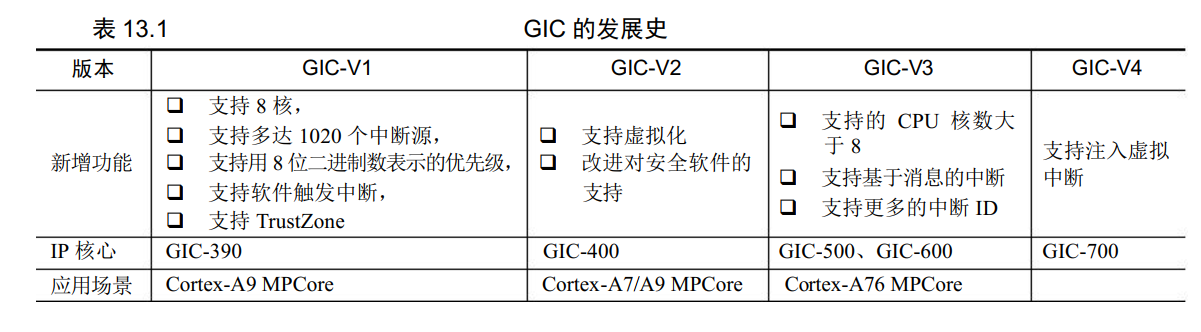 表 13.1 GIC 的发展史
版本 GIC-V1 GIC-V2 GIC-V3 GIC-V4
新增功能
❑ 支持 8 核，
❑ 支持多达 1020 个中断源，
❑ 支持用 8 位二进制数表示的优先级，
❑ 支持软件触发中断，
❑ 支持 TrustZone
❑ 支持虚拟化
❑ 改进对安全软件的
支持
❑ 支持的 CPU 核数大
于 8
❑ 支持基于消息的中断
❑ 支持更多的中断 ID
支持注入虚拟
中断
IP 核心 GIC-390 GIC-400 GIC-500、GIC-600 GIC-700
应用场景 Cortex-A9 MPCore Cortex-A7/A9 MPCore Cortex-A76 MPCore